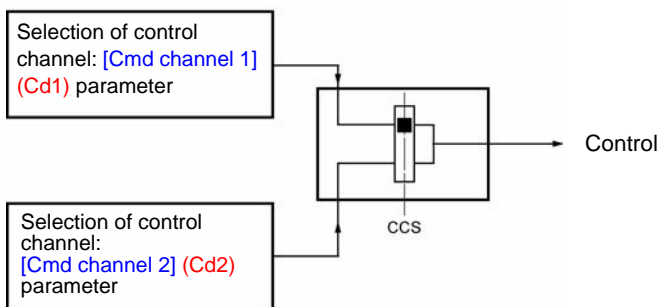 Selection of control
channel: [Cmd channel 1]
(Cd1) parameter
Control
Selection of control
channel:
[Cmd channel 2] (Cd2)
parameter
CCS